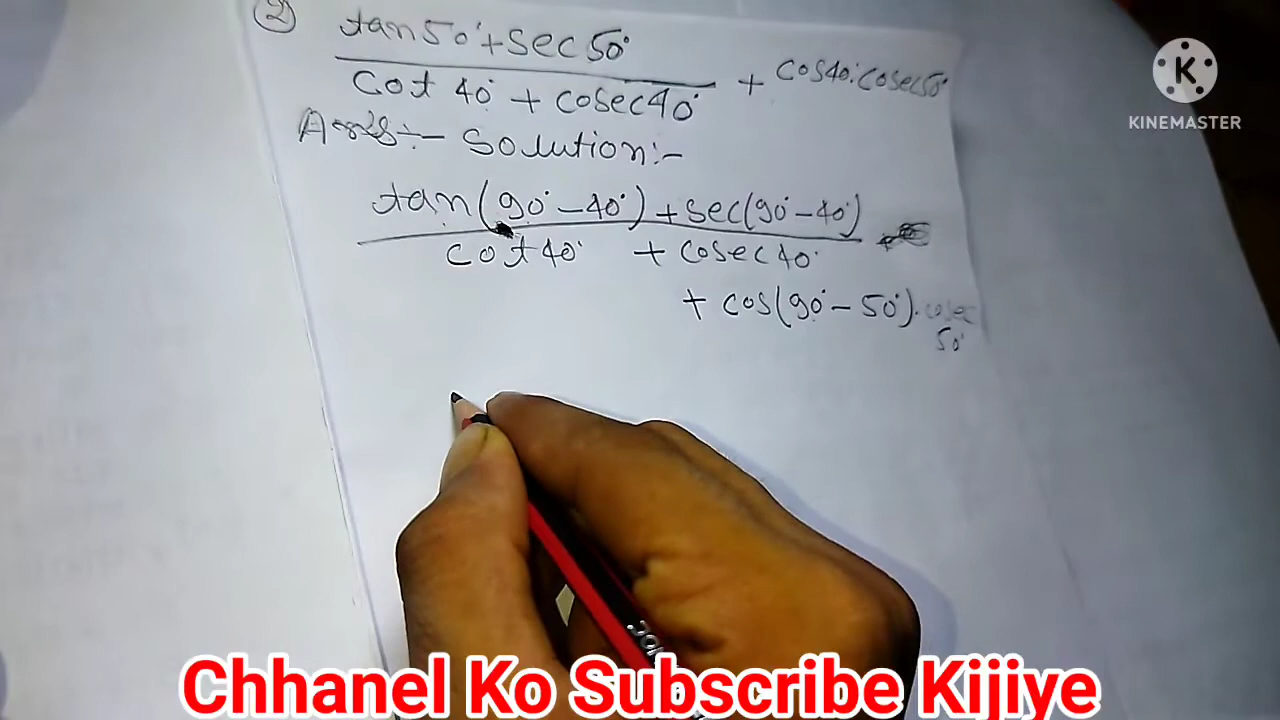 2
tan50°+sec50°
cot 40° + cosec40°
+ cos40°.cosec50°
Ans:- Solution:-
tan(90°-40°)+sec(90°-40°)
cot40° + cosec40°
+ cos(90°-50°).cosec
50°
K
KINEMASTER
Chhanel Ko Subscribe Kijiye